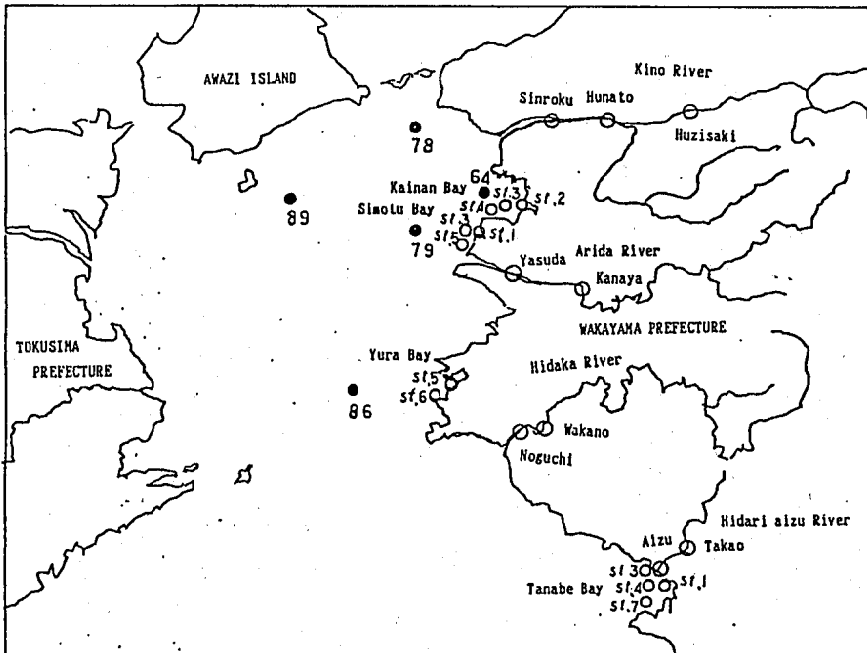 AWAZI ISLAND
Kino River
Sinroku Hunato
Huzisaki
78
64
Kainan Bay
st.3
st.2
st.4
89
Simotu Bay
st.3
st.1
st.5
79
Arida River
Yasuda
Kanaya
WAKAYAMA PREFECTURE
TOKUSIMA
PREFECTURE
Yura Bay
Hidaka River
st.5
st.6
86
Wakano
Noguchi
Hidari aizu River
Aizu
Takao
st.3
Tanabe Bay
st.4
st.1
st.7